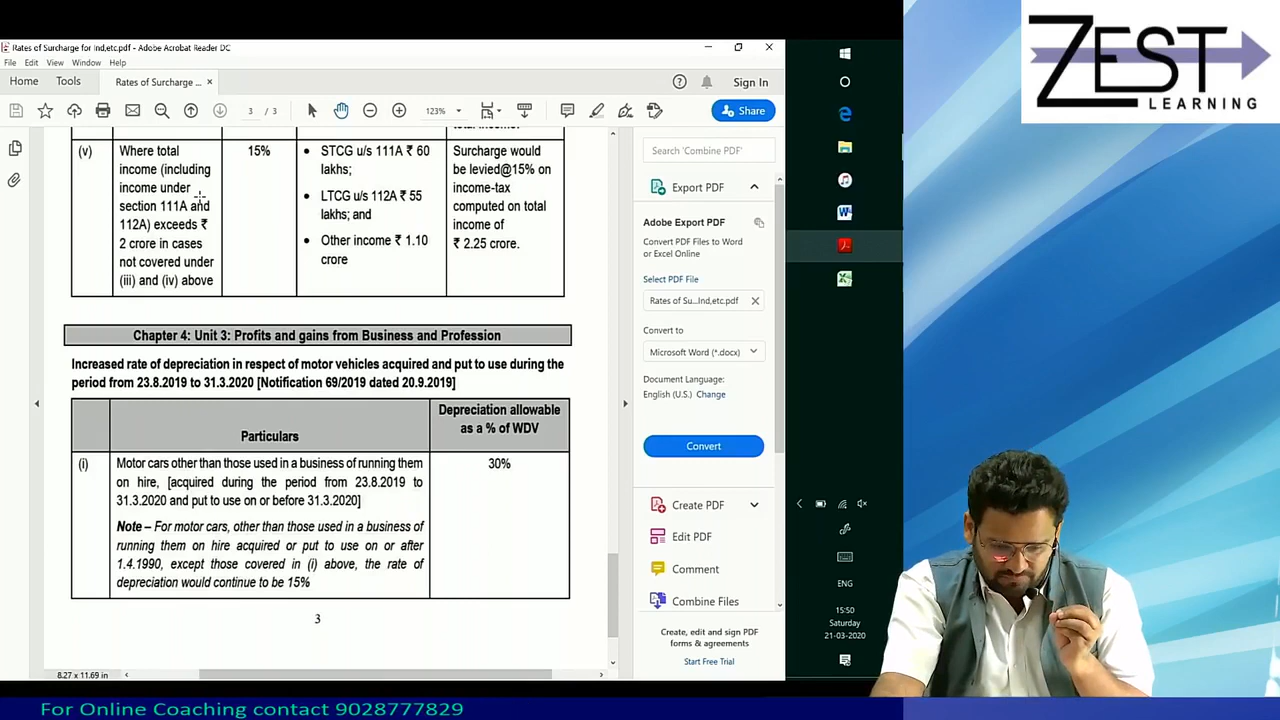 Rates of Surcharge for Ind,etc.pdf - Adobe Acrobat Reader DC
File Edit View Window Help
Home Tools Rates of Surcharge ... × Sign In
3 / 3 123% Share
(v) Where total income (including income under section 111A and 112A) exceeds ₹ 2 crore in cases not covered under (iii) and (iv) above
15%
• STCG u/s 111A ₹ 60 lakhs;
• LTCG u/s 112A ₹ 55 lakhs; and
• Other income ₹ 1.10 crore
Surcharge would be levied@15% on income-tax computed on total income of ₹ 2.25 crore.
Chapter 4: Unit 3: Profits and gains from Business and Profession
Increased rate of depreciation in respect of motor vehicles acquired and put to use during the
period from 23.8.2019 to 31.3.2020 [Notification 69/2019 dated 20.9.2019]
Particulars
Depreciation allowable
as a % of WDV
(i) Motor cars other than those used in a business of running them 30%
on hire, [acquired during the period from 23.8.2019 to
31.3.2020 and put to use on or before 31.3.2020]
Note – For motor cars, other than those used in a business of
running them on hire acquired or put to use on or after
1.4.1990, except those covered in (i) above, the rate of
depreciation would continue to be 15%
3
8.27 x 11.69 in
Search 'Combine PDF'
Export PDF
Adobe Export PDF
Convert PDF Files to Word
or Excel Online
Select PDF File
Rates of Su...Ind,etc.pdf
Convert to
Microsoft Word (*.docx)
Document Language:
English (U.S.) Change
Convert
Create PDF
Edit PDF
Comment
Combine Files
Create, edit and sign PDF
forms & agreements
Start Free Trial
ENG
15:50
Saturday
21-03-2020
ZEST
LEARNING
For Online Coaching contact 9028777829